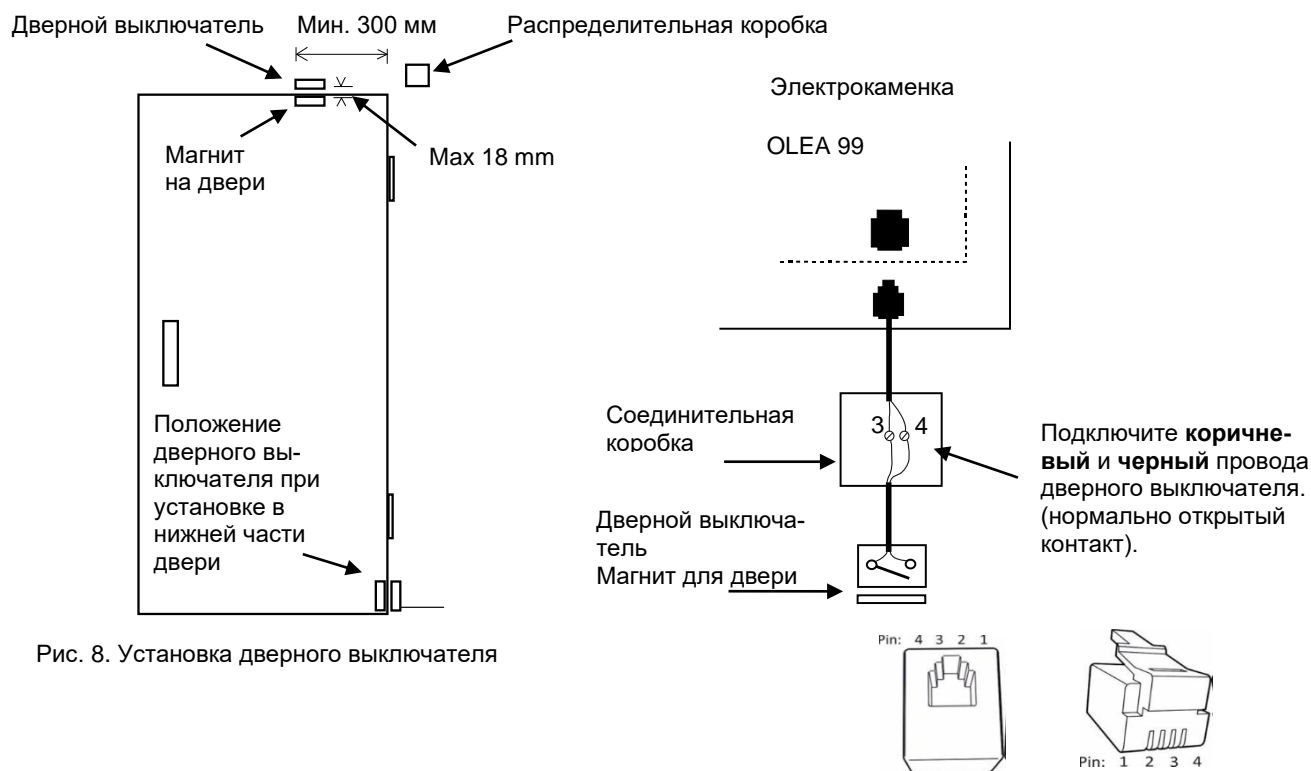 Дверной выключатель
Мин. 300 мм
Распределительная коробка
Магнит
на двери
Max 18 mm
Положение
дверного вы-
ключателя при
установке в
нижней части
двери
Рис. 8. Установка дверного выключателя
Электрокаменка
OLEA 99
Соединительная
коробка
3 4
Подключите коричне-
вый и черный провода
дверного выключателя.
(нормально открытый
контакт).
Дверной выключа-
тель
Магнит для двери
Pin: 4 3 2 1
Pin: 1 2 3 4